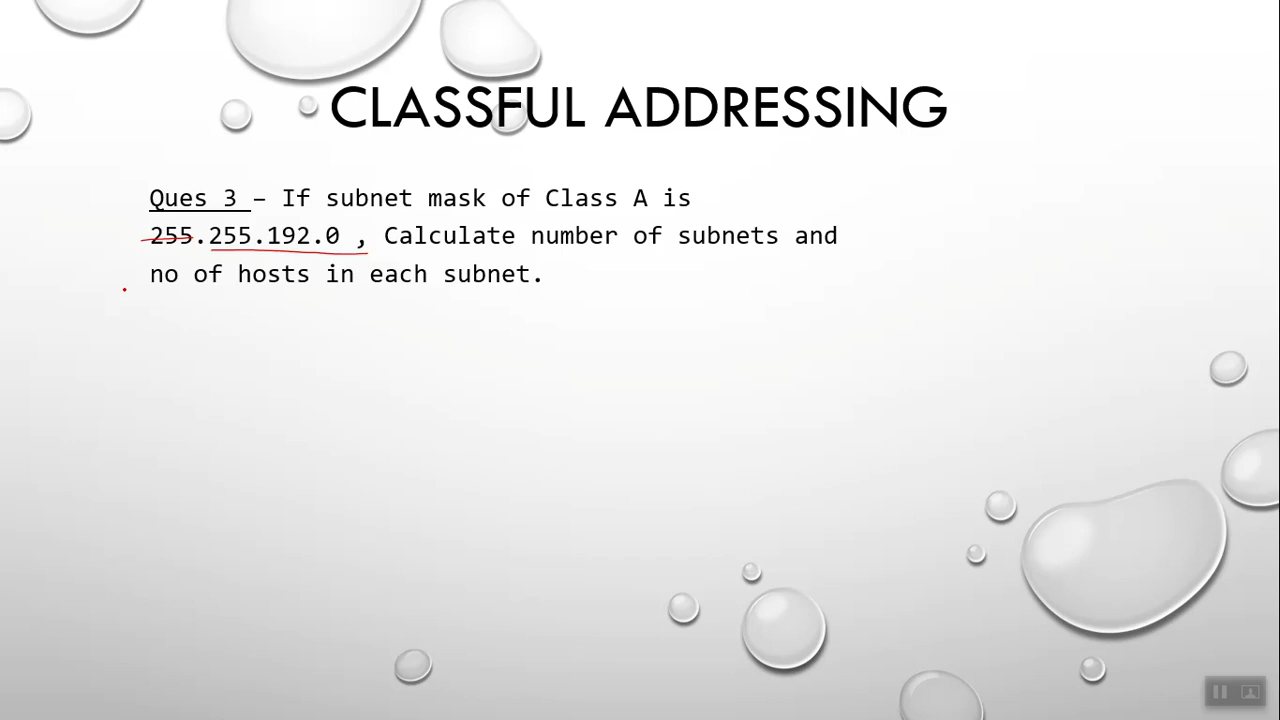 CLASSFUL ADDRESSING
Ques 3 – If subnet mask of Class A is
255.255.192.0 , Calculate number of subnets and
no of hosts in each subnet.